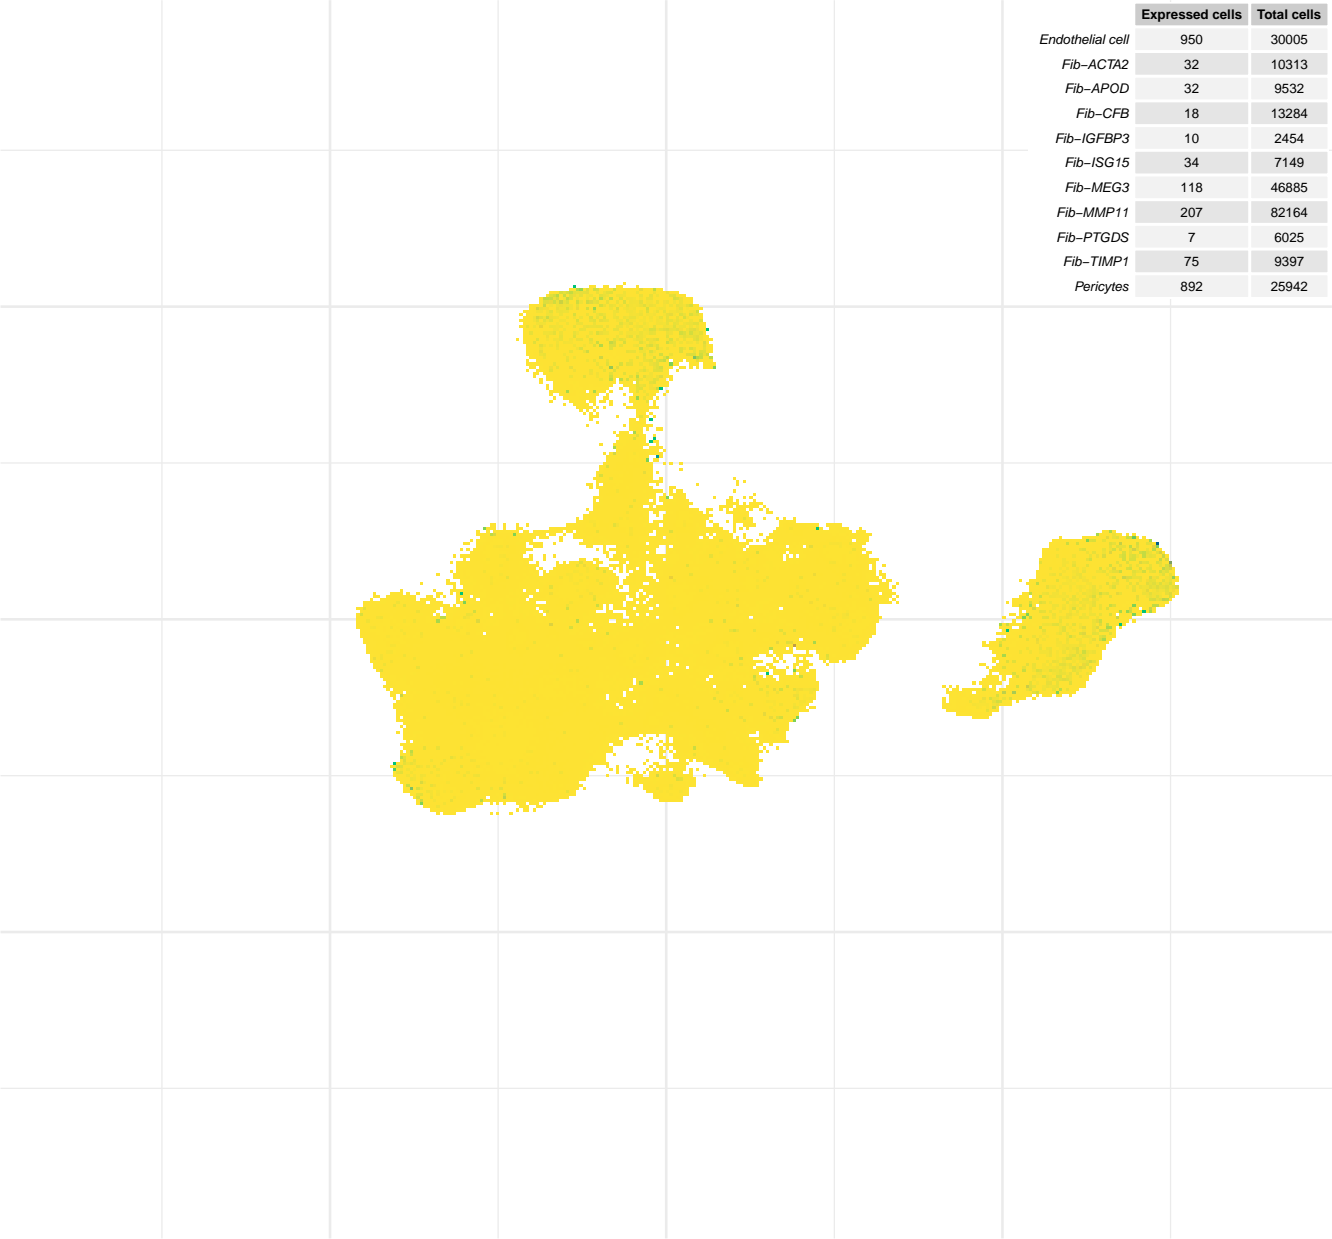 Expressed cells Total cells
Endothelial cell 950 30005
Fib−ACTA2 32 10313
Fib−APOD 32 9532
Fib−CFB 18 13284
Fib−IGFBP3 10 2454
Fib−ISG15 34 7149
Fib−MEG3 118 46885
Fib−MMP11 207 82164
Fib−PTGDS 7 6025
Fib−TIMP1 75 9397
Pericytes 892 25942